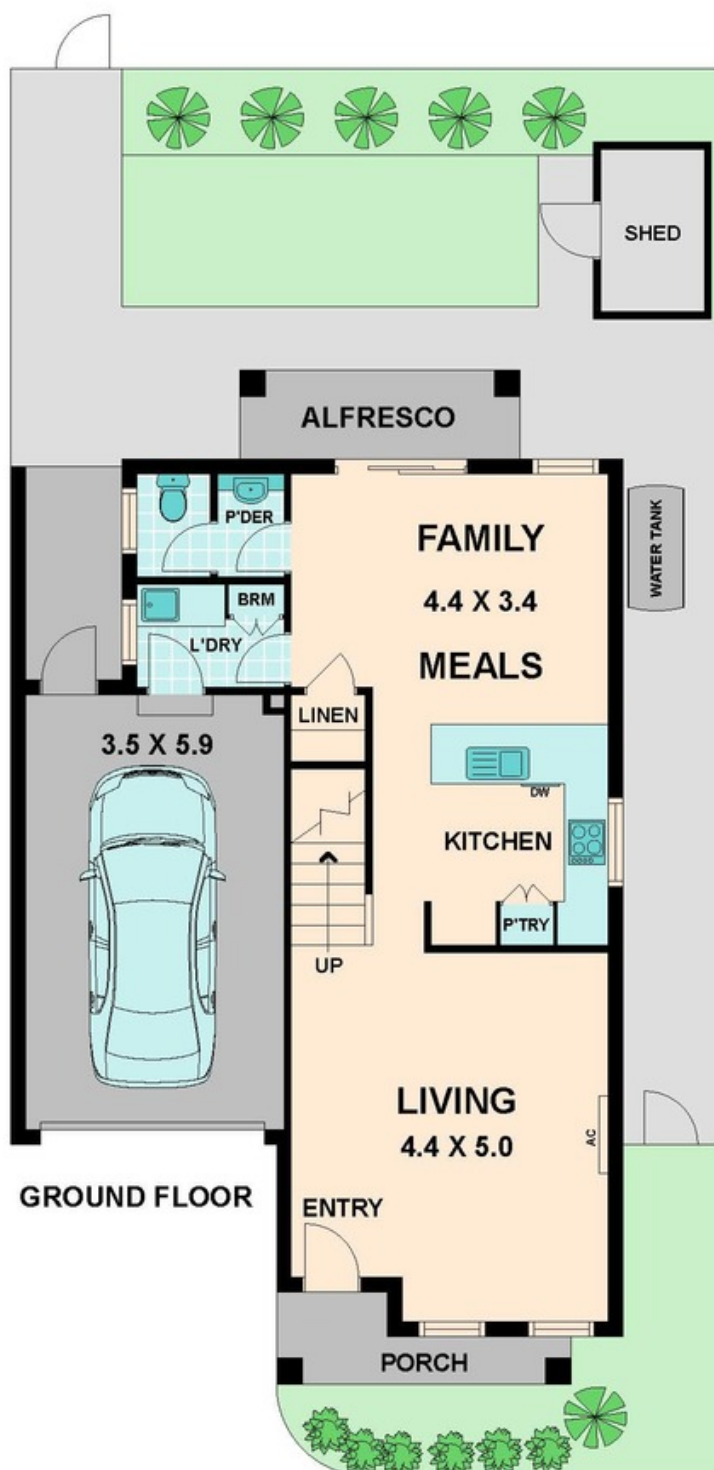 SHED
ALFRESCO
P'DER
FAMILY
4.4 X 3.4
MEALS
WATER TANK
BRM
L'DRY
LINEN
3.5 X 5.9
DW
KITCHEN
P'TRY
UP
LIVING
4.4 X 5.0
AC
GROUND FLOOR
ENTRY
PORCH